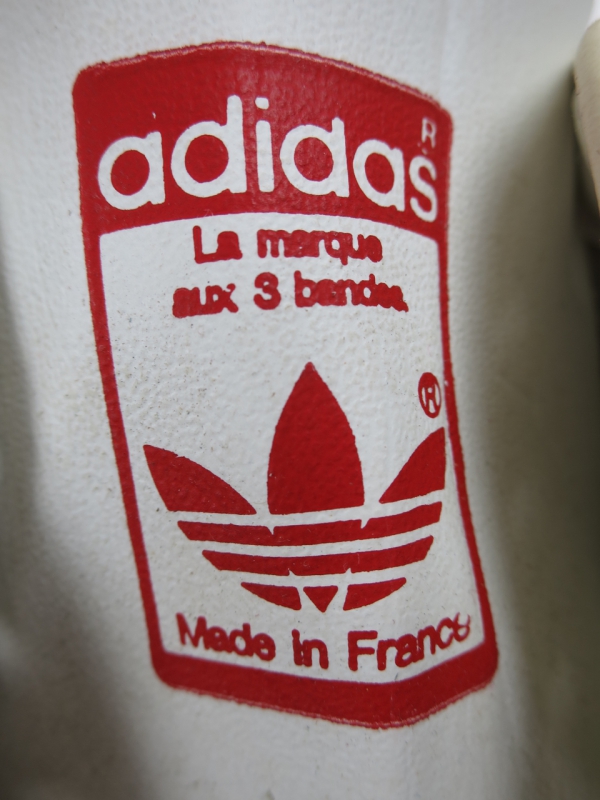 adidas
R
La marque
aux 3 bandes.
®
Made in France